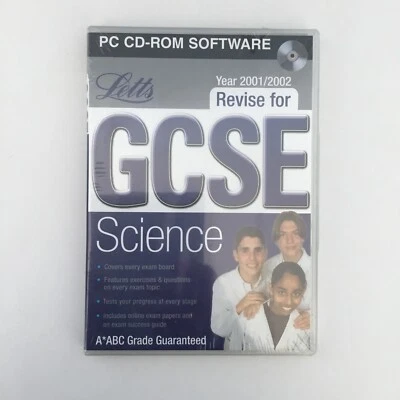 PC CD-ROM SOFTWARE
Letts
Year 2001/2002
Revise for
GCSE
Science
• Covers every exam board
• Features exercises & questions
on every exam topic
• Tests your progress at every stage
• Includes online exam papers and
an exam success guide
A*ABC Grade Guaranteed